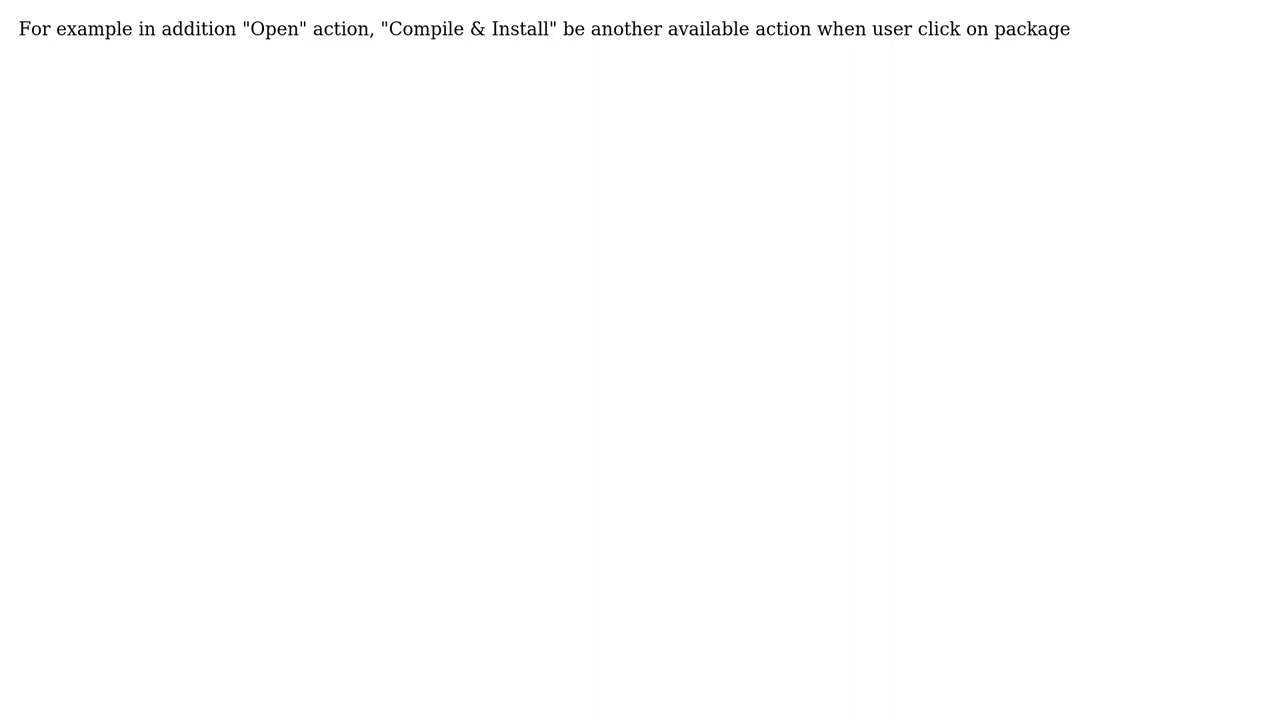 For example in addition "Open" action, "Compile & Install" be another available action when user click on package